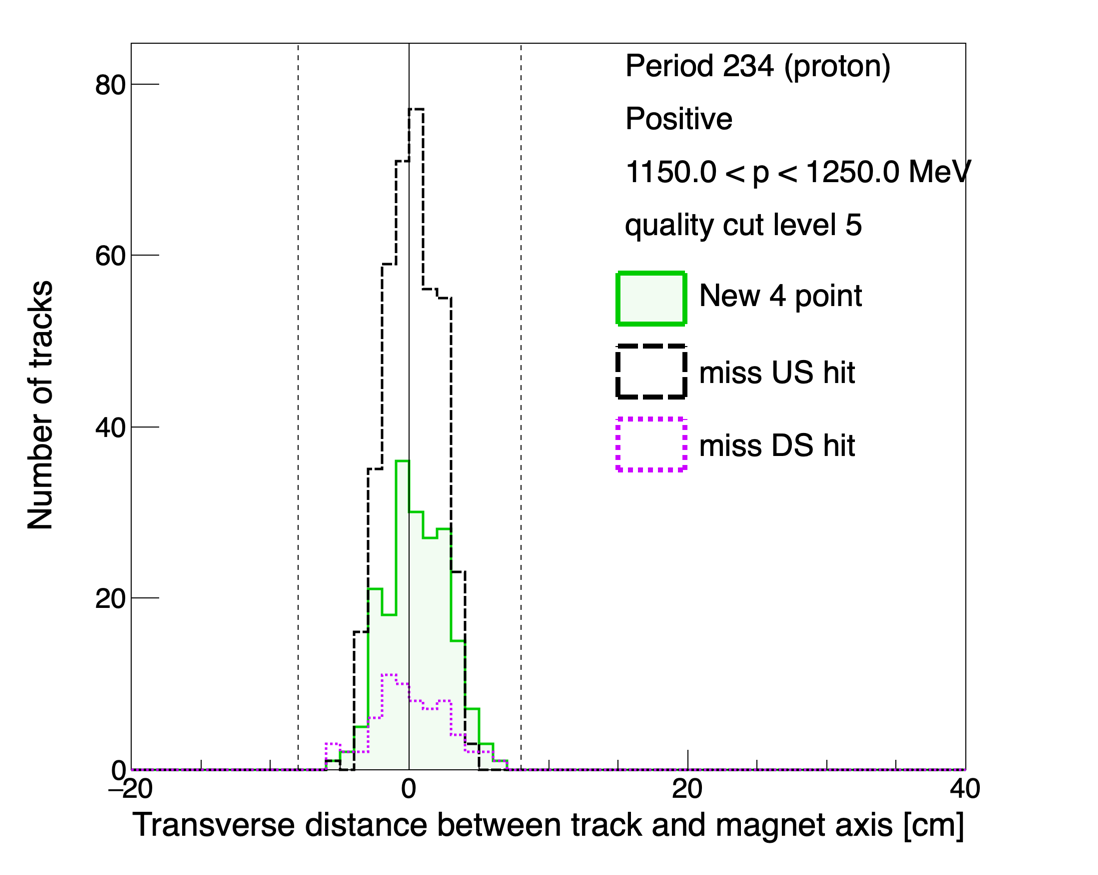 Period 234 (proton)
Positive
1150.0 < p < 1250.0 MeV
quality cut level 5
New 4 point
miss US hit
miss DS hit
Number of tracks
80
60
40
20
0
−20 0 20 40
Transverse distance between track and magnet axis [cm]